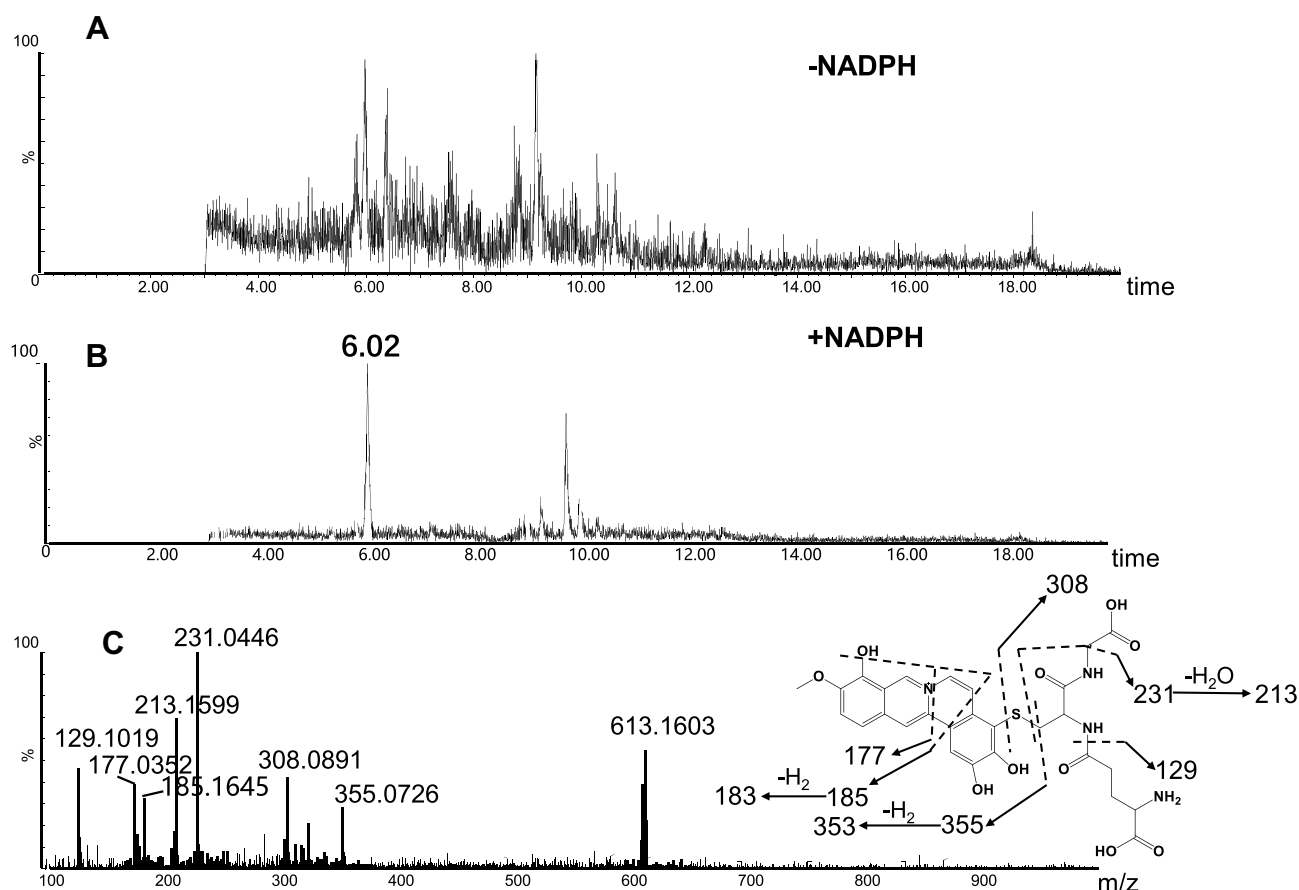 A
100
-NADPH
%
0
2.00 4.00 6.00 8.00 10.00 12.00 14.00 16.00 18.00
time
B
100
6.02
+NADPH
%
0
2.00 4.00 6.00 8.00 10.00 12.00 14.00 16.00 18.00
time
C
100
231.0446
213.1599
129.1019
177.0352
185.1645
308.0891
355.0726
613.1603
%
0
100 200 300 400 500 600 700 800 900
m/z
308
OH
O
NH
O
231 -H₂O 213
S
NH
OH
O
N
177
-H₂
183 185
-H₂
353 355
OH
OH
O
129
NH₂
HO
O